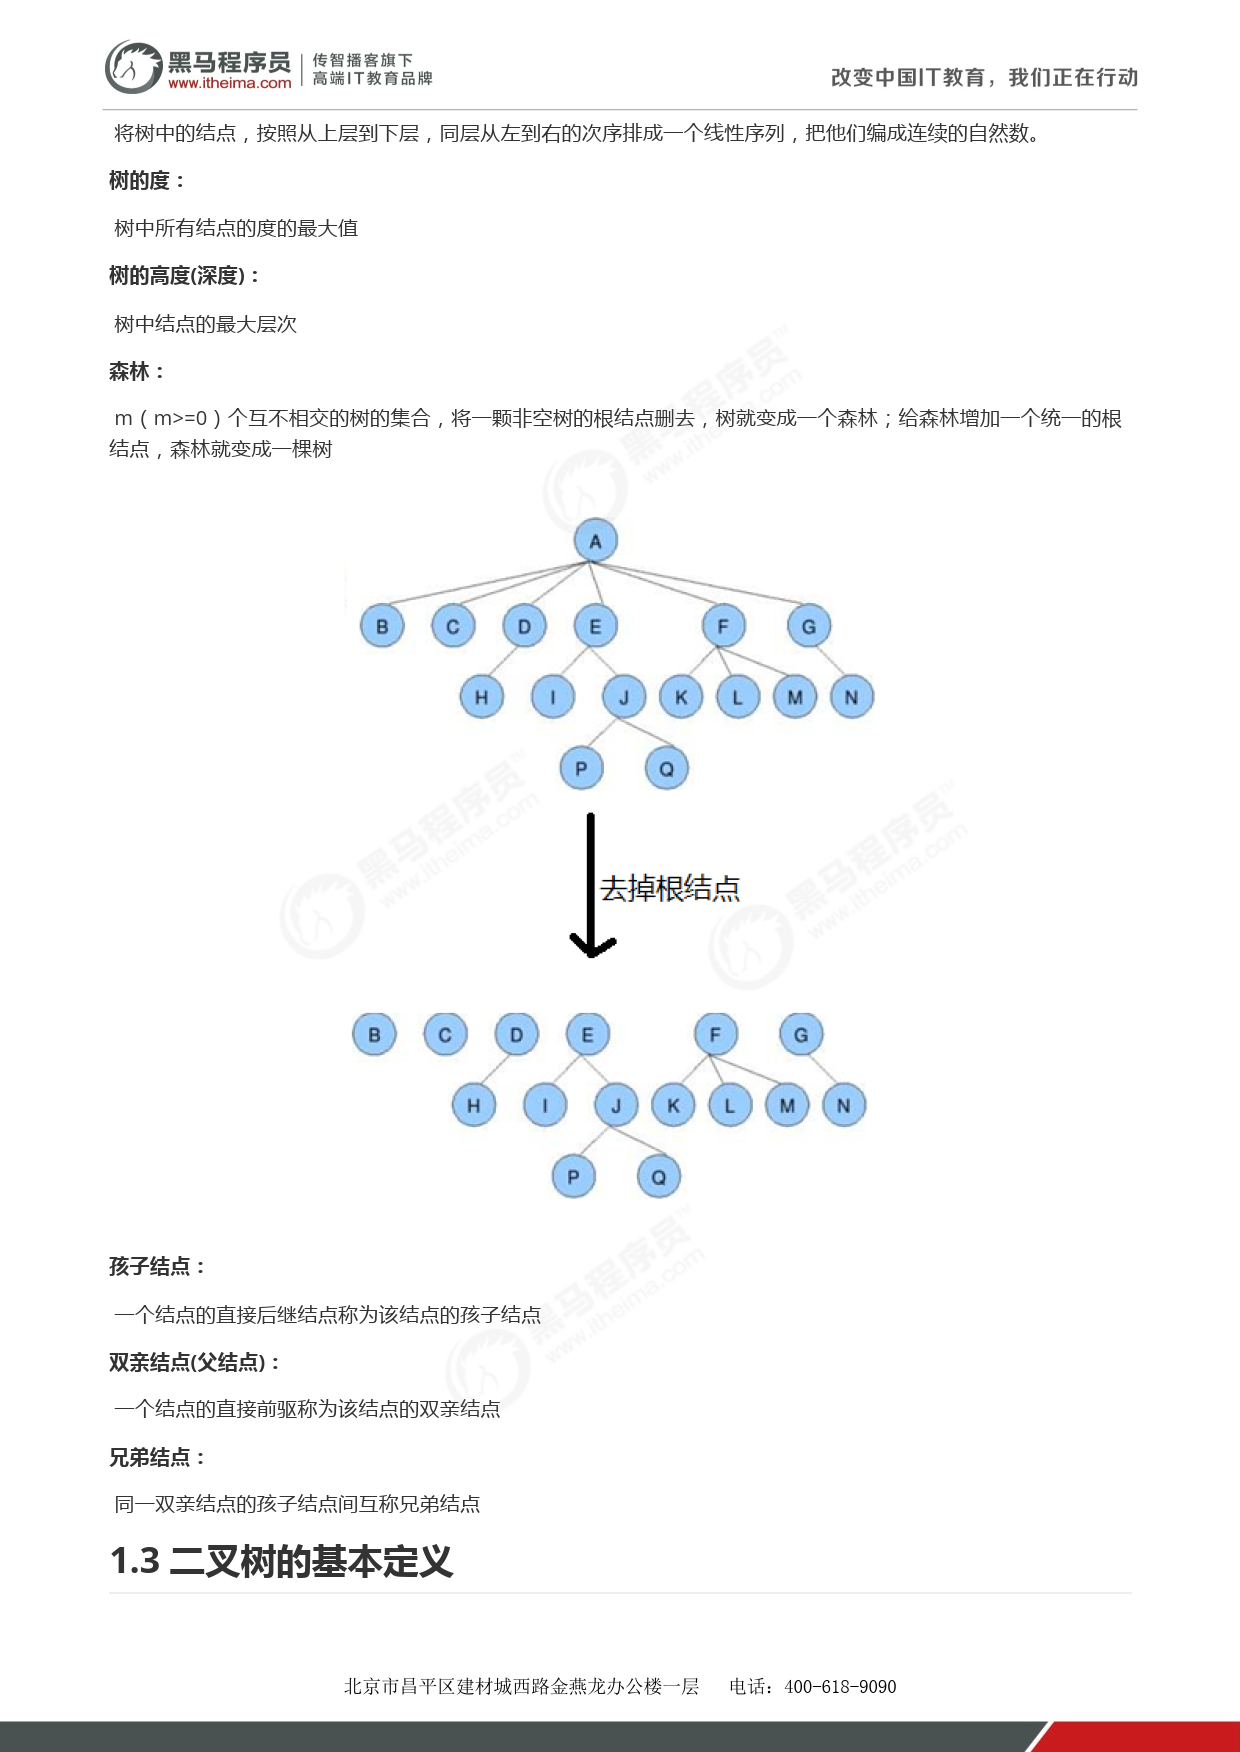 黑马程序员
www.itheima.com
传智播客旗下
高端IT教育品牌
改变中国IT教育，我们正在行动
将树中的结点，按照从上层到下层，同层从左到右的次序排成一个线性序列，把他们编成连续的自然数。
树的度：
树中所有结点的度的最大值
树的高度(深度)：
树中结点的最大层次
森林：
m（m>=0）个互不相交的树的集合，将一颗非空树的根结点删去，树就变成一个森林；给森林增加一个统一的根
结点，森林就变成一棵树
A
B C D E F G
H I J K L M N
P Q
去掉根结点
B C D E F G
H I J K L M N
P Q
孩子结点：
一个结点的直接后继结点称为该结点的孩子结点
双亲结点(父结点)：
一个结点的直接前驱称为该结点的双亲结点
兄弟结点：
同一双亲结点的孩子结点间互称兄弟结点
1.3 二叉树的基本定义
北京市昌平区建材城西路金燕龙办公楼一层 电话：400-618-9090